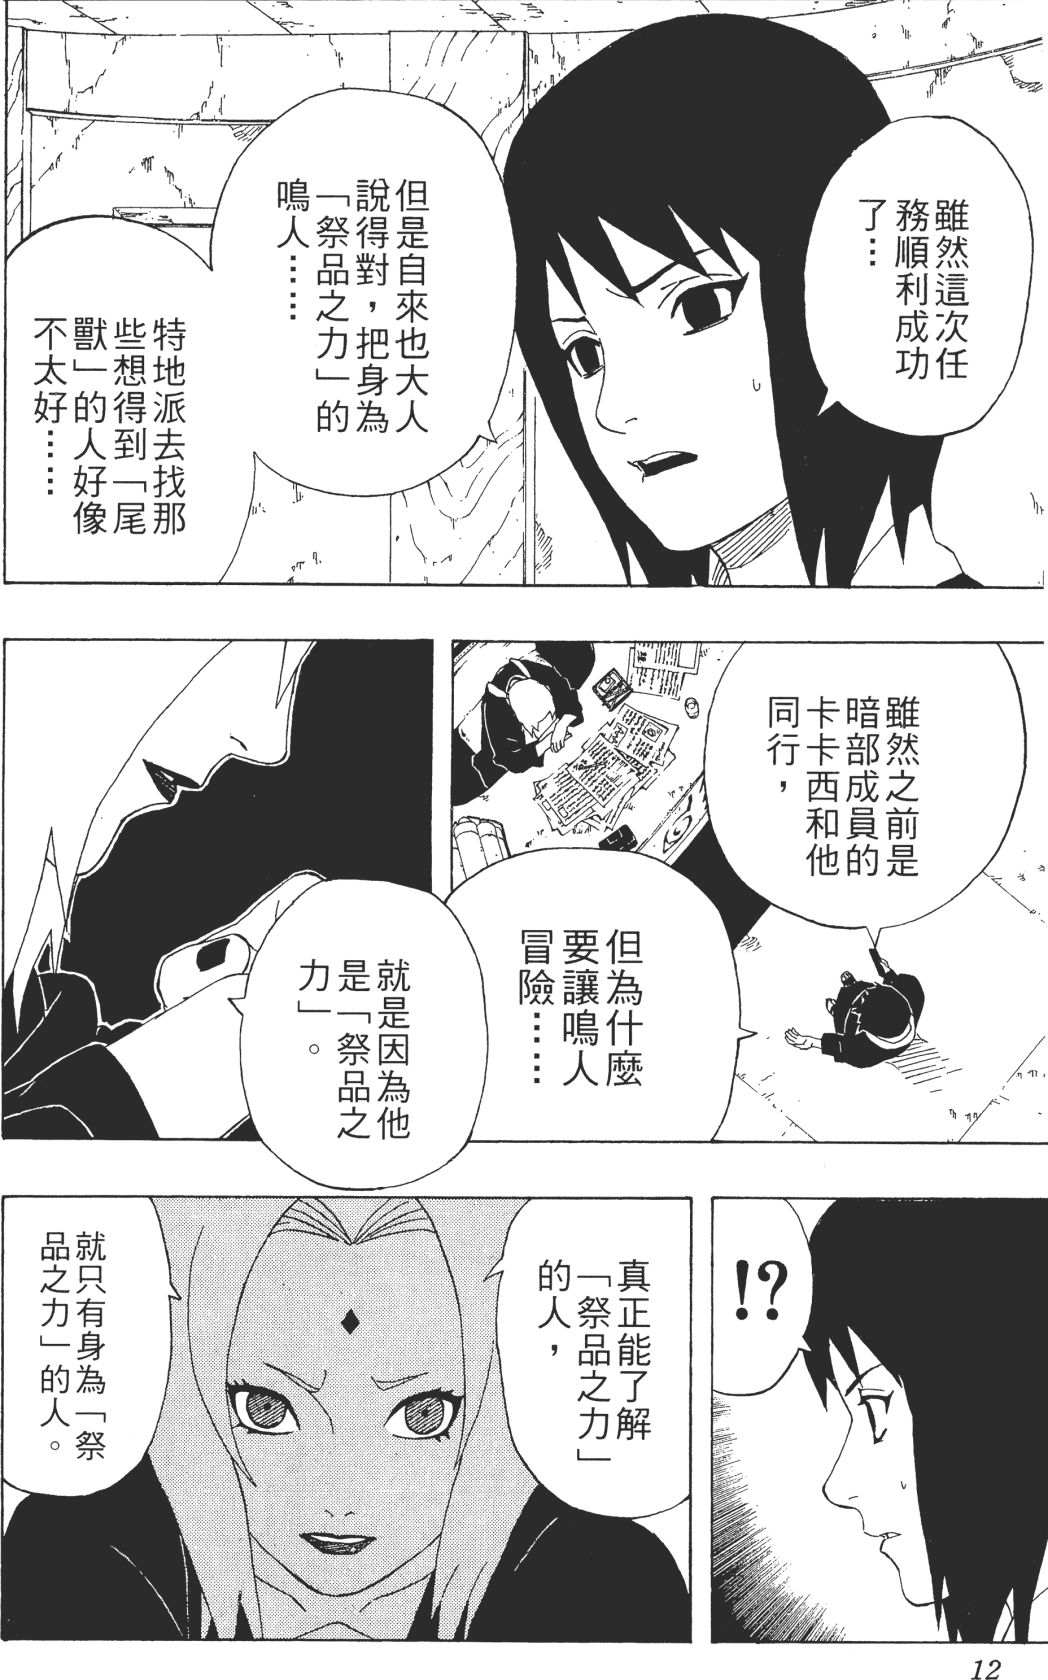 雖然這次任
務順利成功
了…
但是自來也大人
說得對，把身為
「祭品之力」的
鳴人……
特地派去找那
些想得到「尾
獸」的人好像
不太好……
雖然之前是
暗部成員的
卡卡西和他
同行，
但為什麼
要讓鳴人
冒險……
就是因為他
是「祭品之
力」。
!?
真正能了解
「祭品之力」
的人，
就只有身為「祭
品之力」的人。
12